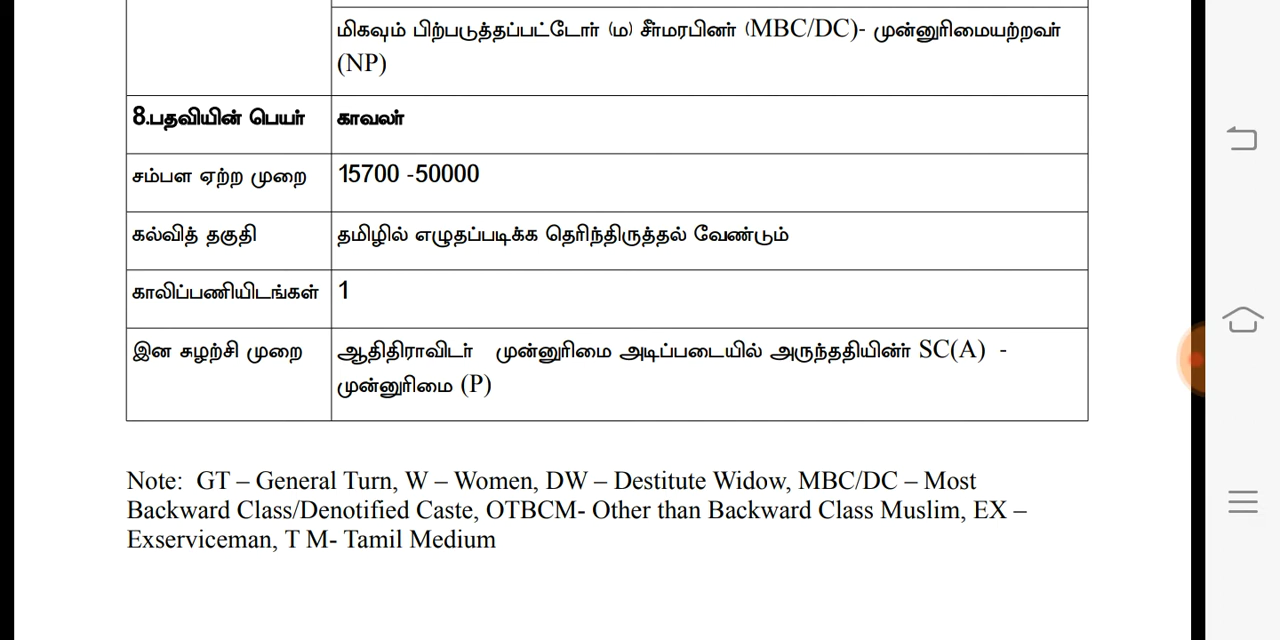 மிகவும் பிற்படுத்தப்பட்டோர் (ம) சீர்மரபினர் (MBC/DC)- முன்னுரிமையற்றவர்
(NP)
8.பதவியின் பெயர் காவலர்
சம்பள ஏற்ற முறை 15700 -50000
கல்வித் தகுதி தமிழில் எழுதப்படிக்க தெரிந்திருத்தல் வேண்டும்
காலிப்பணியிடங்கள் 1
இன சுழற்சி முறை ஆதிதிராவிடர் முன்னுரிமை அடிப்படையில் அருந்ததியினர் SC(A) -
முன்னுரிமை (P)
Note: GT – General Turn, W – Women, DW – Destitute Widow, MBC/DC – Most
Backward Class/Denotified Caste, OTBCM- Other than Backward Class Muslim, EX –
Exserviceman, T M- Tamil Medium